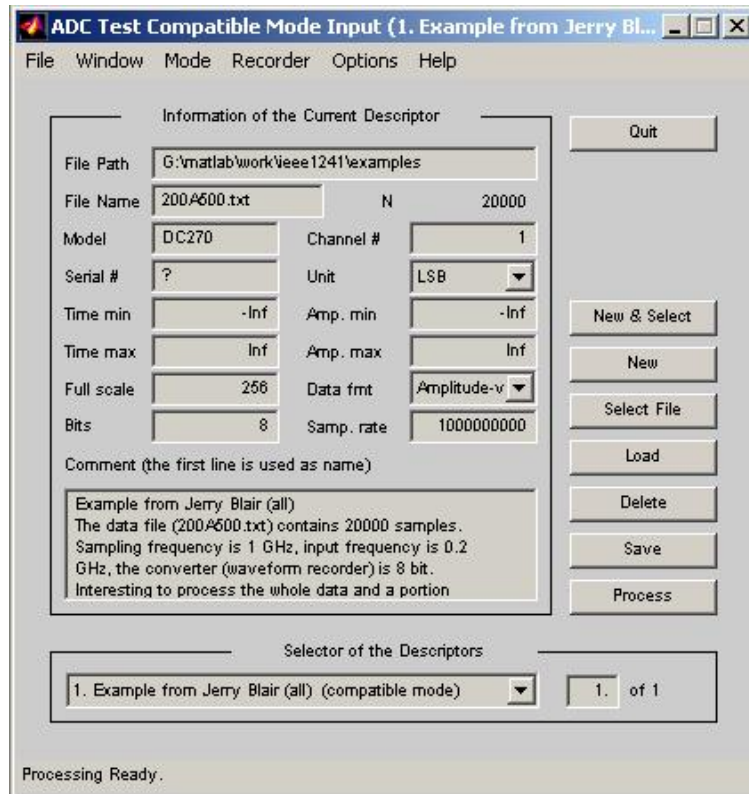 ADC Test Compatible Mode Input (1. Example from Jerry Bl...
File Window Mode Recorder Options Help
Information of the Current Descriptor
Quit
File Path G:\matlab\work\ieee1241\examples
File Name 200A500.txt N 20000
Model DC270 Channel # 1
Serial # ? Unit LSB
Time min -Inf Amp. min -Inf
New & Select
Time max Inf Amp. max Inf
New
Full scale 256 Data fmt Amplitude-v
Select File
Bits 8 Samp. rate 1000000000
Comment (the first line is used as name)
Load
Example from Jerry Blair (all)
The data file (200A500.txt) contains 20000 samples.
Sampling frequency is 1 GHz, input frequency is 0.2
GHz, the converter (waveform recorder) is 8 bit.
Interesting to process the whole data and a portion
Delete
Save
Process
Selector of the Descriptors
1. Example from Jerry Blair (all) (compatible mode) 1. of 1
Processing Ready.